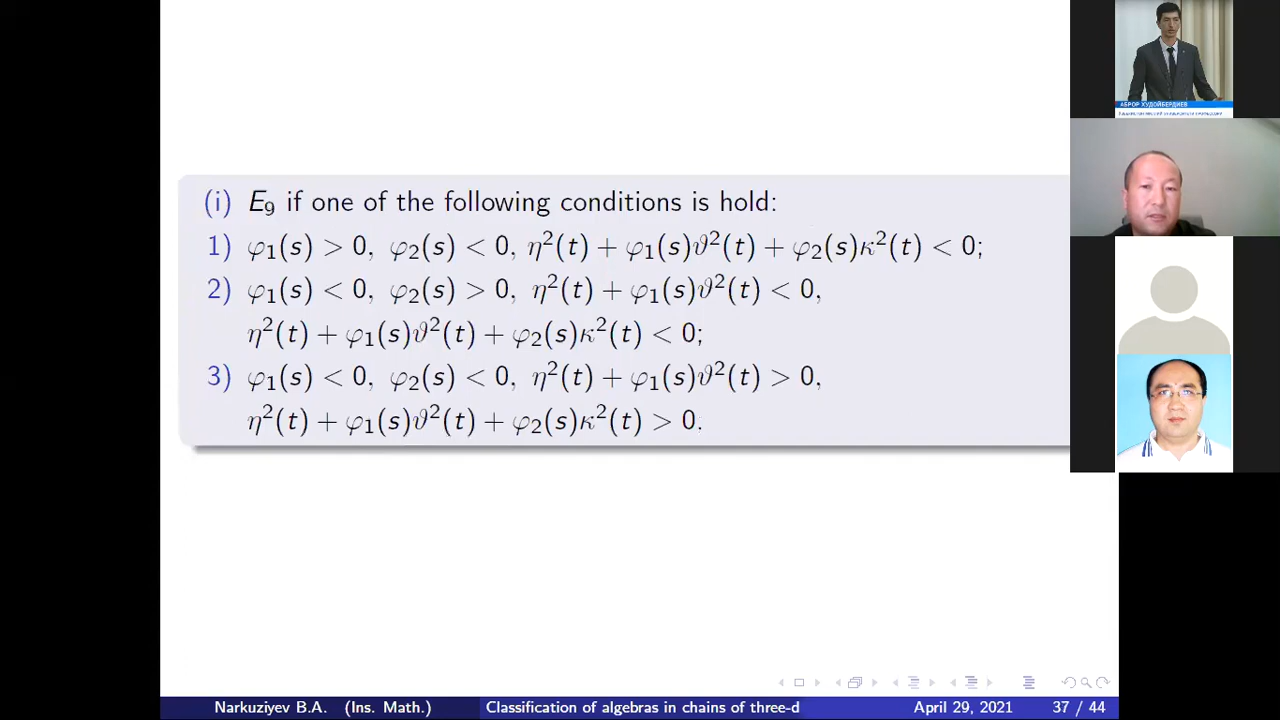 АБРОР ХУДОЙБЕРДИЕВ
(i) E₉ if one of the following conditions is hold:
1) φ₁(s) > 0, φ₂(s) < 0, η²(t) + φ₁(s)ϑ²(t) + φ₂(s)κ²(t) < 0;
2) φ₁(s) < 0, φ₂(s) > 0, η²(t) + φ₁(s)ϑ²(t) < 0,
η²(t) + φ₁(s)ϑ²(t) + φ₂(s)κ²(t) < 0;
3) φ₁(s) < 0, φ₂(s) < 0, η²(t) + φ₁(s)ϑ²(t) > 0,
η²(t) + φ₁(s)ϑ²(t) + φ₂(s)κ²(t) > 0.
Narkuziyev B.A. (Ins. Math.) Classification of algebras in chains of three-d April 29, 2021 37 / 44